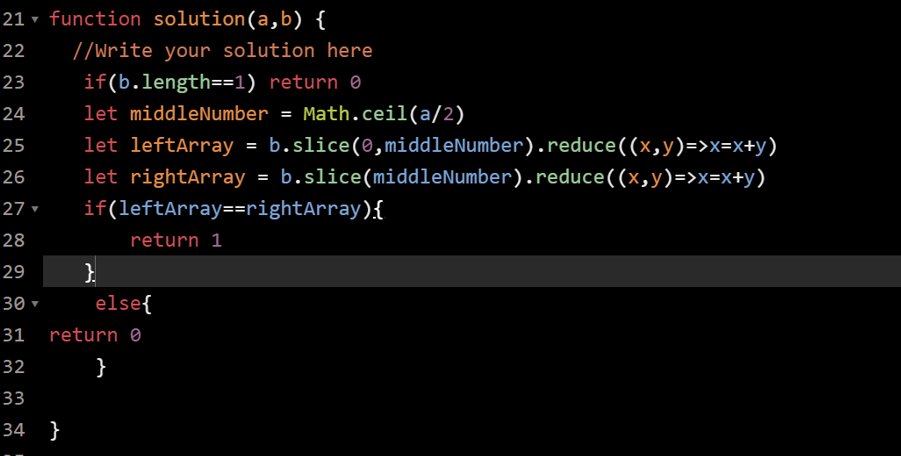 21 function solution(a,b) {
22 //Write your solution here
23 if(b.length==1) return 0
24 let middleNumber = Math.ceil(a/2)
25 let leftArray = b.slice(0,middleNumber).reduce((x,y)=>x=x+y)
26 let rightArray = b.slice(middleNumber).reduce((x,y)=>x=x+y)
27 if(leftArray==rightArray){
28 return 1
29 }
30 else{
31 return 0
32 }
33
34 }